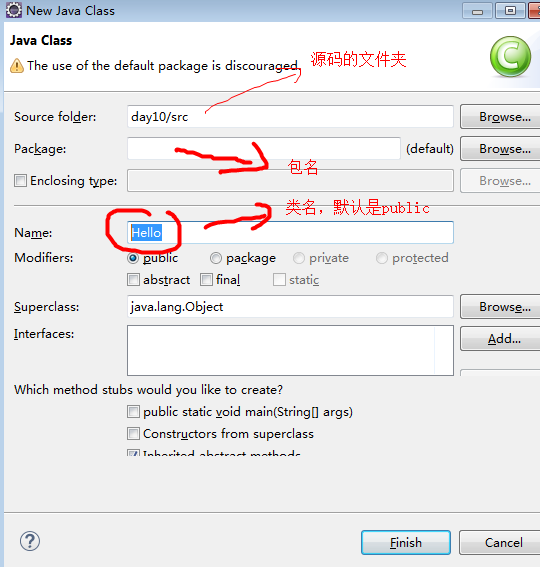 New Java Class
Java Class
The use of the default package is discouraged.
源码的文件夹
Source folder: day10/src Browse...
Package: (default) Browse...
包名
Enclosing type: Browse...
类名,默认是public
Name: Hello
Modifiers: public package private protected
abstract final static
Superclass: java.lang.Object Browse...
Interfaces: Add...
Which method stubs would you like to create?
public static void main(String[] args)
Constructors from superclass
Inherited abstract methods
? Finish Cancel